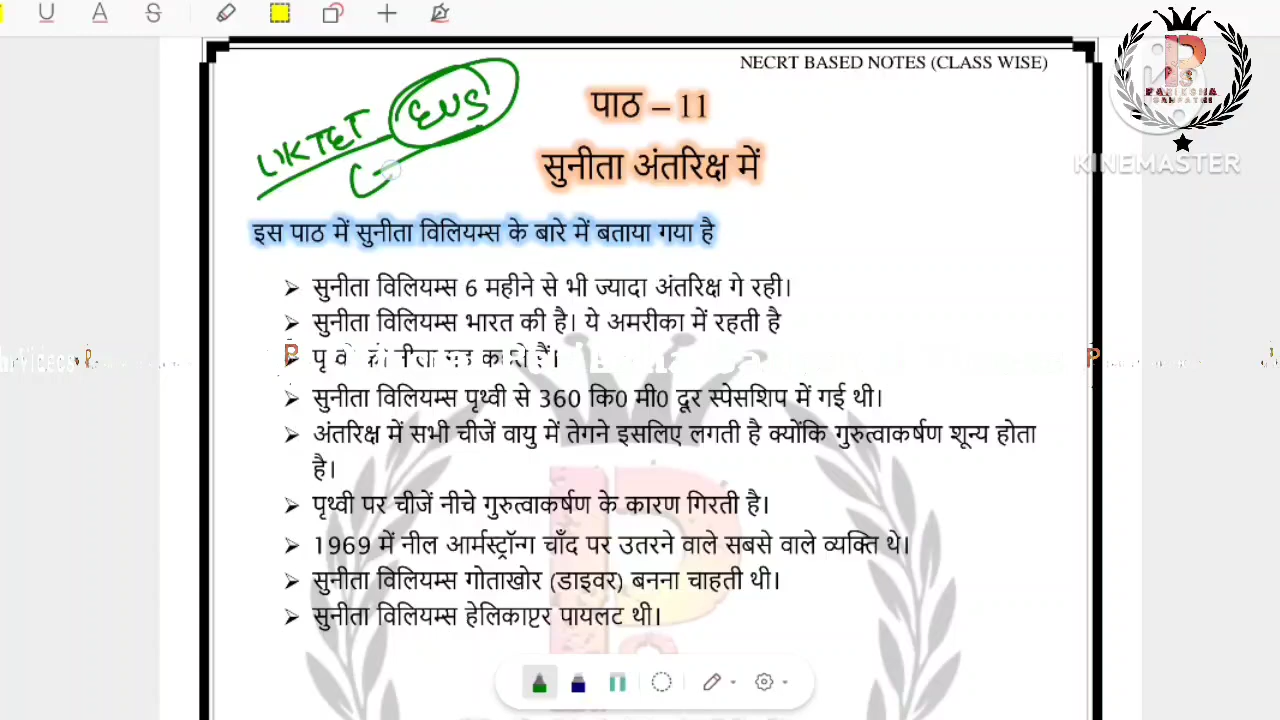 NECRT BASED NOTES (CLASS WISE)
UKTET EVS
पाठ – 11
सुनीता अंतरिक्ष में
KINEMASTER
इस पाठ में सुनीता विलियम्स के बारे में बताया गया है
➢ सुनीता विलियम्स 6 महीने से भी ज्यादा अंतरिक्ष गे रही।
➢ सुनीता विलियम्स भारत की है। ये अमरीका में रहती है
➢ सुनीता विलियम्स पृथ्वी से 360 कि0 मी0 दूर स्पेसशिप में गई थी।
➢ अंतरिक्ष में सभी चीजें वायु में तेगने इसलिए लगती है क्योंकि गुरुत्वाकर्षण शून्य होता
है।
➢ पृथ्वी पर चीजें नीचे गुरुत्वाकर्षण के कारण गिरती है।
➢ 1969 में नील आर्मस्ट्रॉन्ग चाँद पर उतरने वाले सबसे वाले व्यक्ति थे।
➢ सुनीता विलियम्स गोताखोर (डाइवर) बनना चाहती थी।
➢ सुनीता विलियम्स हेलिकाप्टर पायलट थी।